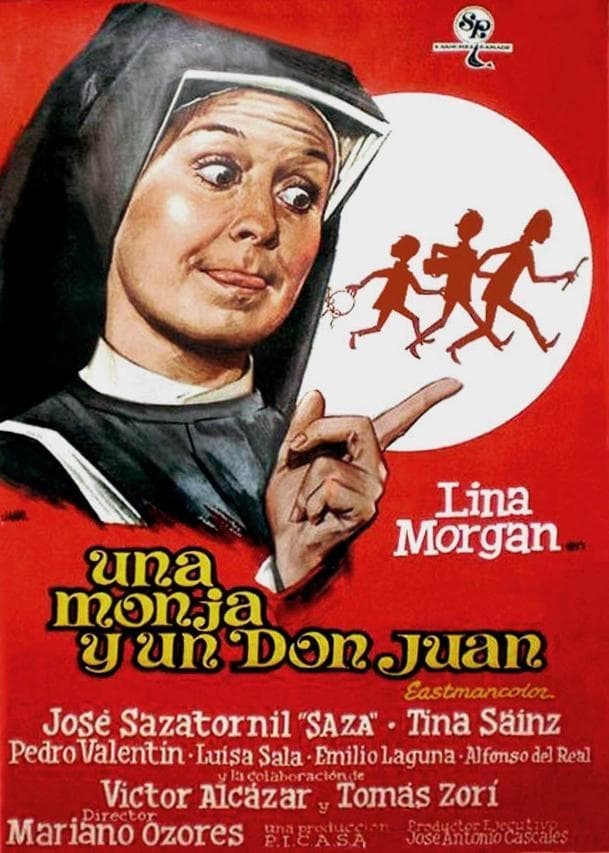 SP.
Lina
Morgan en
una
monja
y un Don Juan
Eastmancolor
José Sazatornil "SAZA" · Tina Sáinz
Pedro Valentín · Luisa Sala · Emilio Laguna · Alfonso del Real
y la colaboración de
Victor Alcázar y Tomás Zorí
Director
Mariano Ozores
una producción
P.I.C.A.S.A
Productor Ejecutivo
José Antonio Cascales